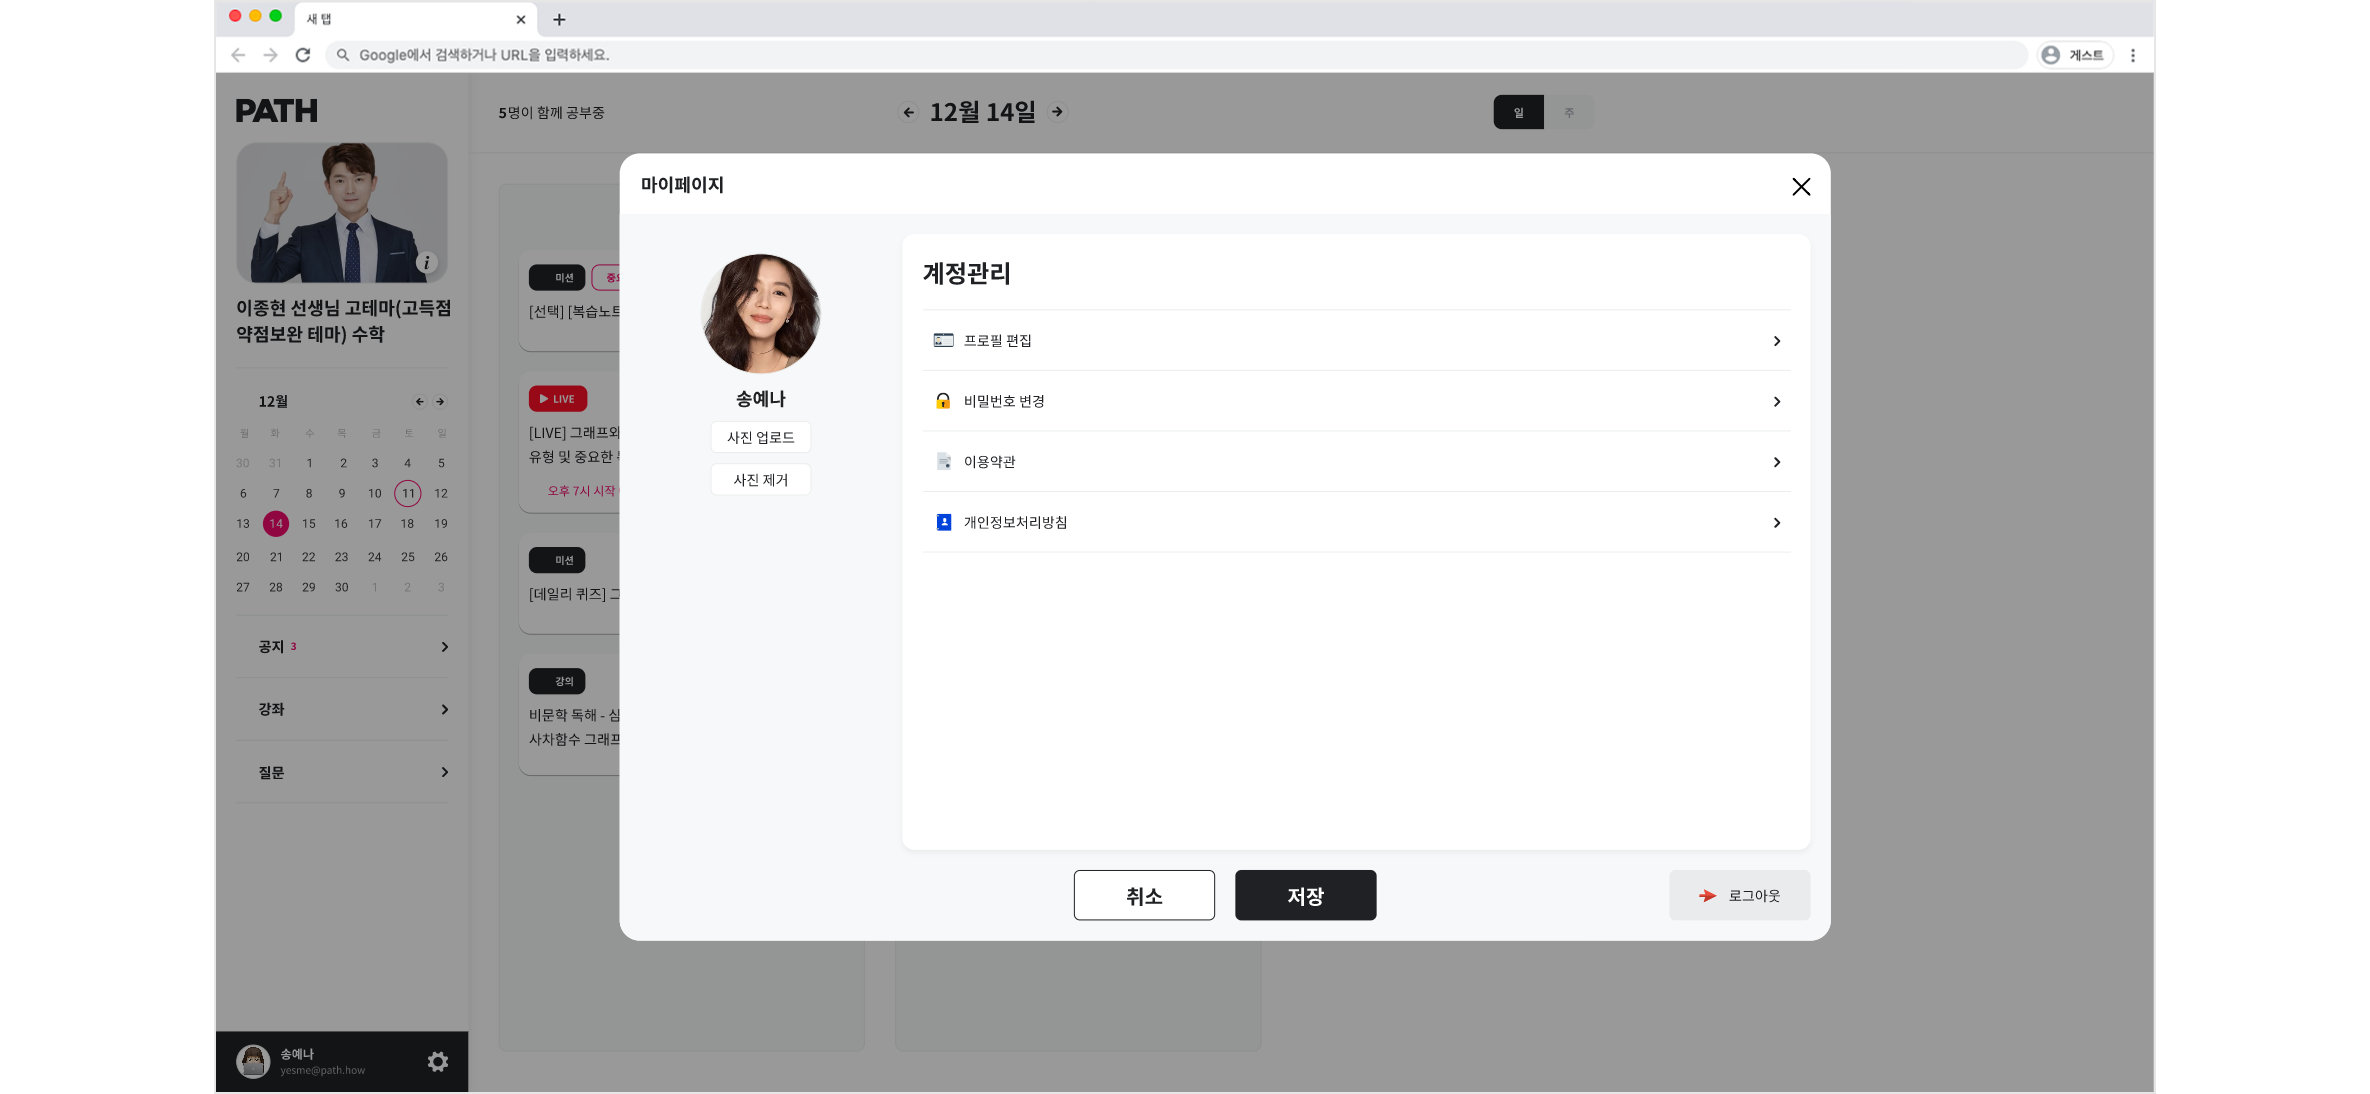 새 탭
Google에서 검색하거나 URL을 입력하세요.
게스트
PATH
5명이 함께 공부중
12월 14일
일
주
이종현 선생님 고테마(고득점
약점보완 테마) 수학
12월
월 화 수 목 금 토 일
30 31 1 2 3 4 5
6 7 8 9 10 11 12
13 14 15 16 17 18 19
20 21 22 23 24 25 26
27 28 29 30 1 2 3
공지 3
강좌
질문
송예나
yesme@path.how
미션
[선택] [복습노트
LIVE
[LIVE] 그래프와
유형 및 중요한
오후 7시 시작
미션
[데일리 퀴즈]
강의
비문학 독해 - 심
사차함수 그래프
마이페이지
송예나
사진 업로드
사진 제거
계정관리
프로필 편집
비밀번호 변경
이용약관
개인정보처리방침
취소
저장
로그아웃